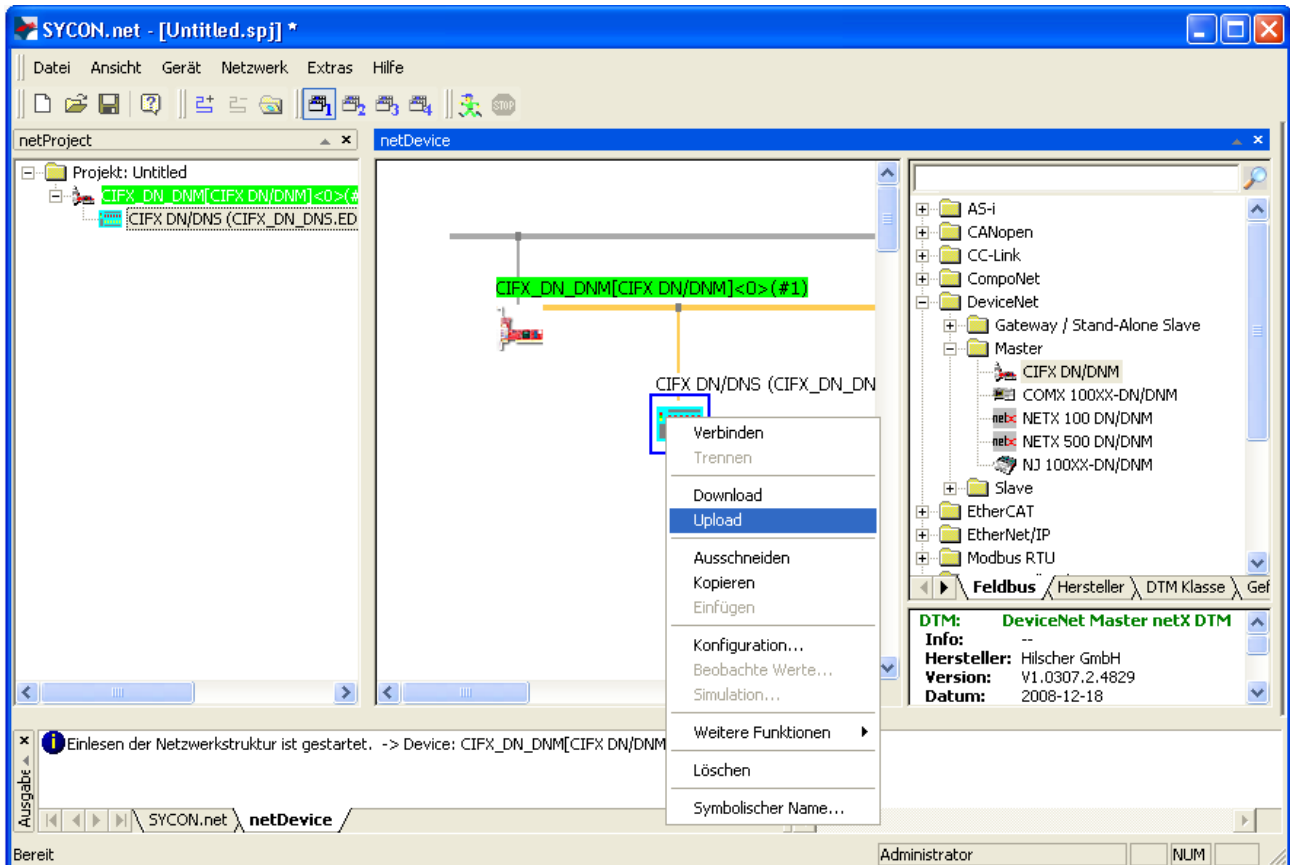 SYCON.net - [Untitled.spj] *
Datei Ansicht Gerät Netzwerk Extras Hilfe
STOP
netProject
netDevice
Projekt: Untitled
CIFX_DN_DNM[CIFX DN/DNM]<0>(#
CIFX DN/DNS (CIFX_DN_DNS.ED
CIFX_DN_DNM[CIFX DN/DNM]<0>(#1)
CIFX DN/DNS (CIFX_DN_DN
Verbinden
Trennen
Download
Upload
Ausschneiden
Kopieren
Einfügen
Konfiguration...
Beobachte Werte...
Simulation...
Weitere Funktionen
Löschen
Symbolischer Name...
AS-i
CANopen
CC-Link
CompoNet
DeviceNet
Gateway / Stand-Alone Slave
Master
CIFX DN/DNM
COMX 100XX-DN/DNM
NETX 100 DN/DNM
NETX 500 DN/DNM
NJ 100XX-DN/DNM
Slave
EtherCAT
EtherNet/IP
Modbus RTU
Feldbus Hersteller DTM Klasse Gef
DTM: DeviceNet Master netX DTM
Info: --
Hersteller: Hilscher GmbH
Version: V1.0307.2.4829
Datum: 2008-12-18
Einlesen der Netzwerkstruktur ist gestartet. -> Device: CIFX_DN_DNM[CIFX DN/DNM
Ausgabe
SYCON.net netDevice
Bereit
Administrator
NUM